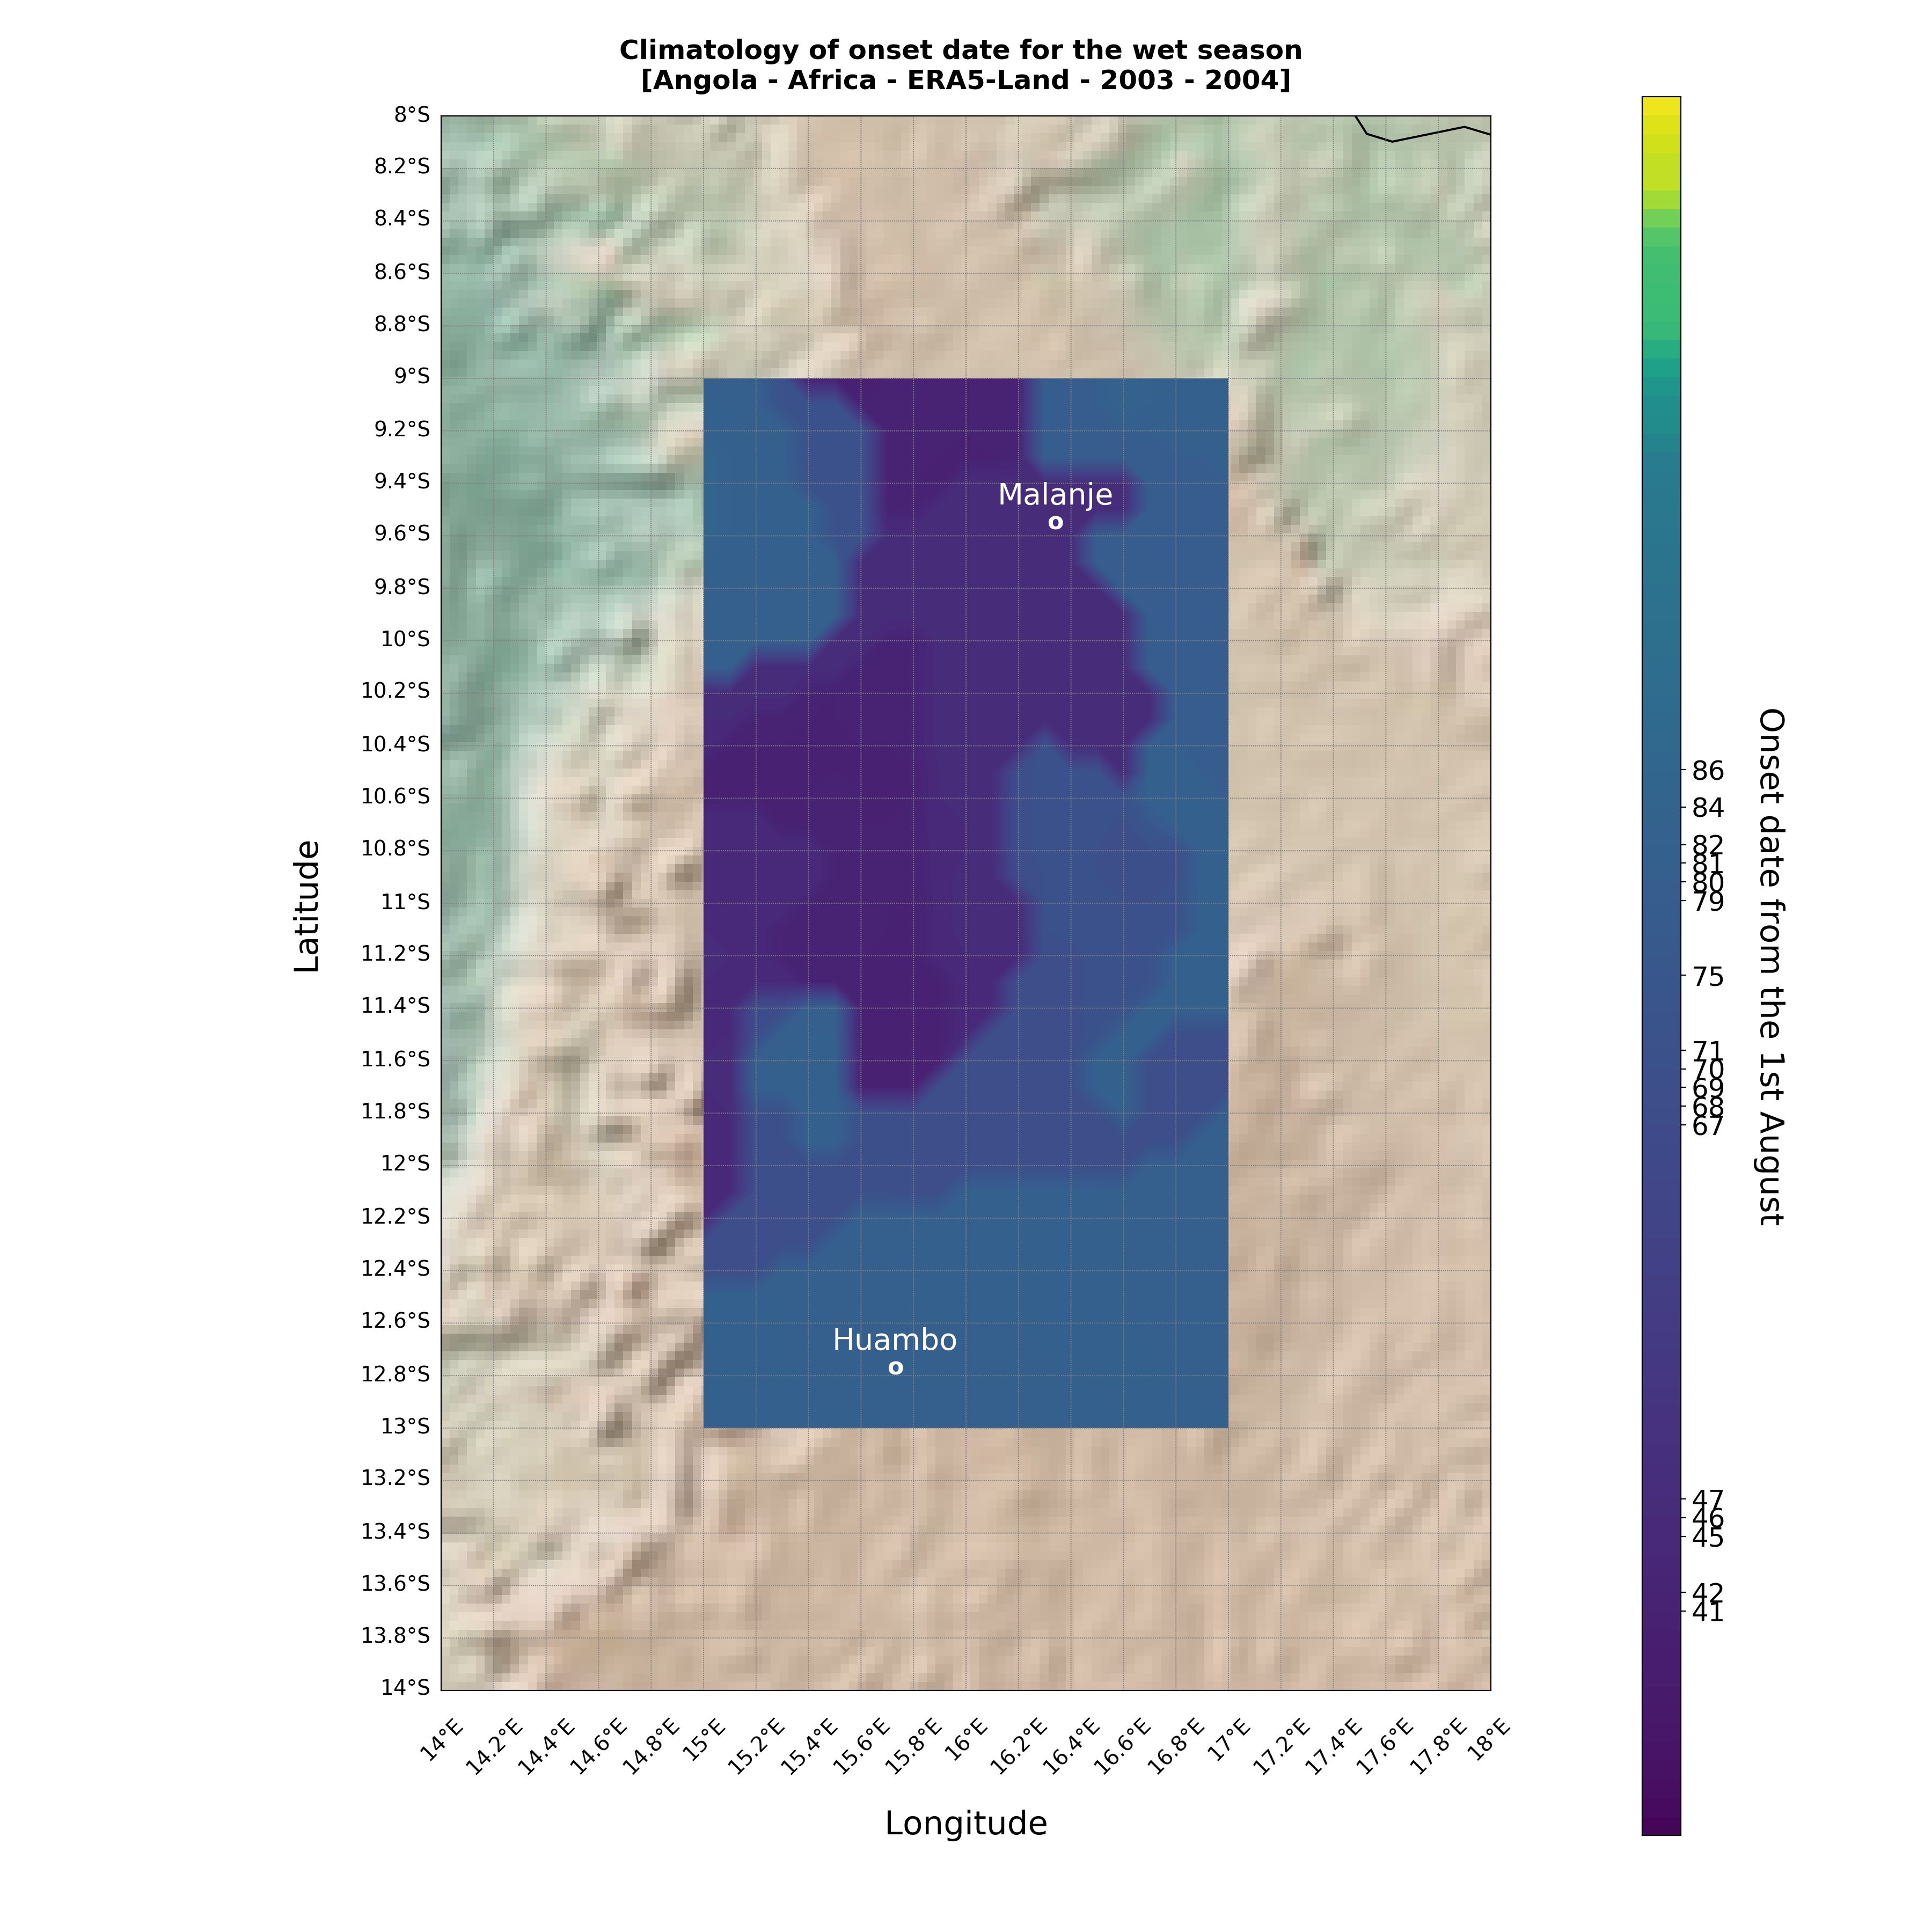 Climatology of onset date for the wet season
[Angola - Africa - ERA5-Land - 2003 - 2004]
8°S
8.2°S
8.4°S
8.6°S
8.8°S
9°S
9.2°S
9.4°S
9.6°S
9.8°S
10°S
10.2°S
10.4°S
10.6°S
10.8°S
11°S
11.2°S
11.4°S
11.6°S
11.8°S
12°S
12.2°S
12.4°S
12.6°S
12.8°S
13°S
13.2°S
13.4°S
13.6°S
13.8°S
14°S
Latitude
Malanje
Huambo
14°E 14.2°E 14.4°E 14.6°E 14.8°E 15°E 15.2°E 15.4°E 15.6°E 15.8°E 16°E 16.2°E 16.4°E 16.6°E 16.8°E 17°E 17.2°E 17.4°E 17.6°E 17.8°E 18°E
Longitude
86
84
82
81
80
79
75
71
70
69
68
67
47
46
45
42
41
Onset date from the 1st August